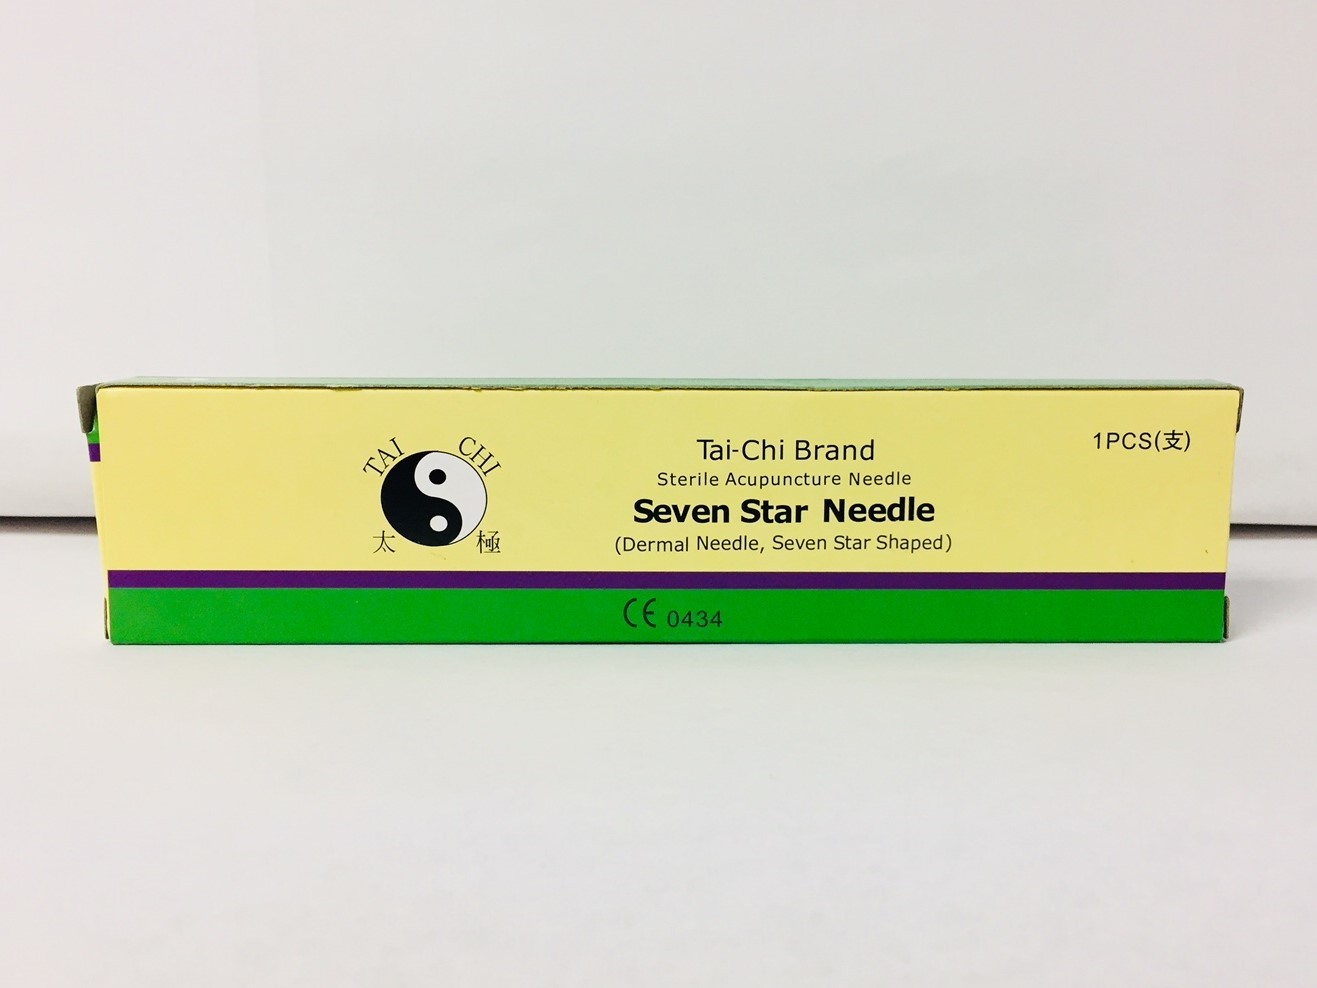 TAI CHI
太 極
Tai-Chi Brand
Sterile Acupuncture Needle
Seven Star Needle
(Dermal Needle, Seven Star Shaped)
1PCS(支)
CE 0434